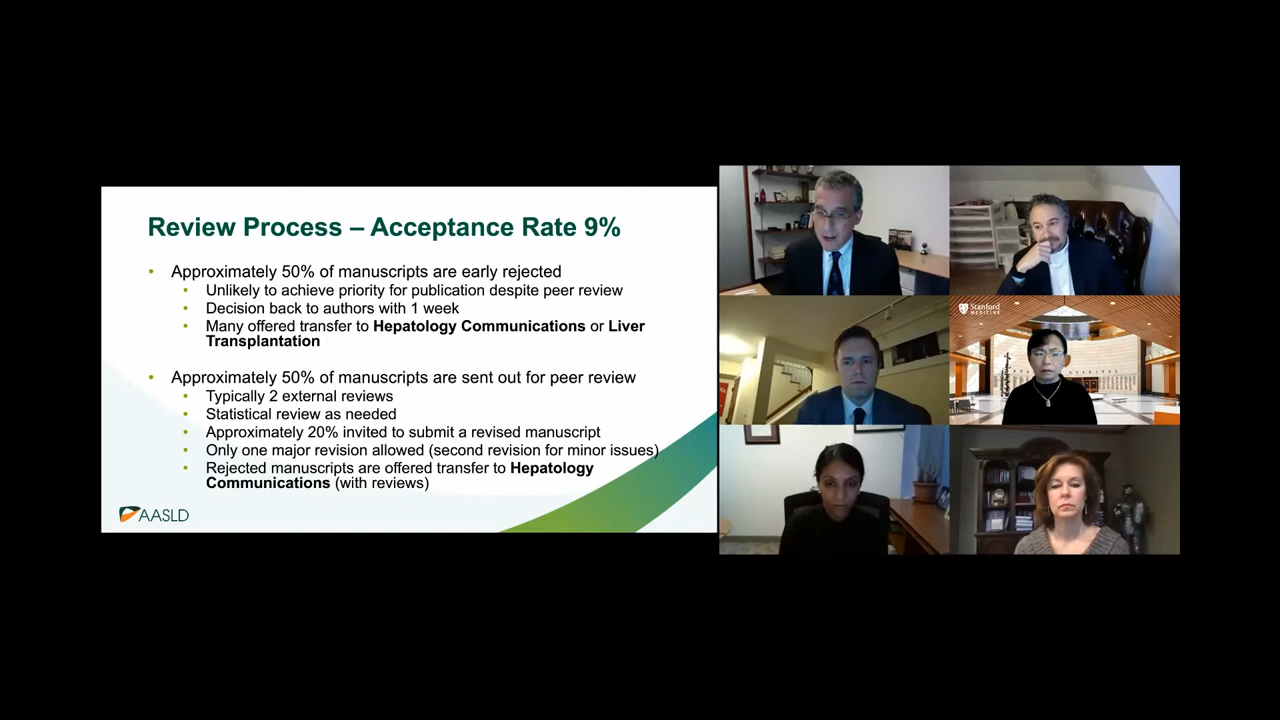 Review Process – Acceptance Rate 9%
• Approximately 50% of manuscripts are early rejected
• Unlikely to achieve priority for publication despite peer review
• Decision back to authors with 1 week
• Many offered transfer to Hepatology Communications or Liver
Transplantation
• Approximately 50% of manuscripts are sent out for peer review
• Typically 2 external reviews
• Statistical review as needed
• Approximately 20% invited to submit a revised manuscript
• Only one major revision allowed (second revision for minor issues)
• Rejected manuscripts are offered transfer to Hepatology
Communications (with reviews)
AASLD
Stanford
MEDICINE